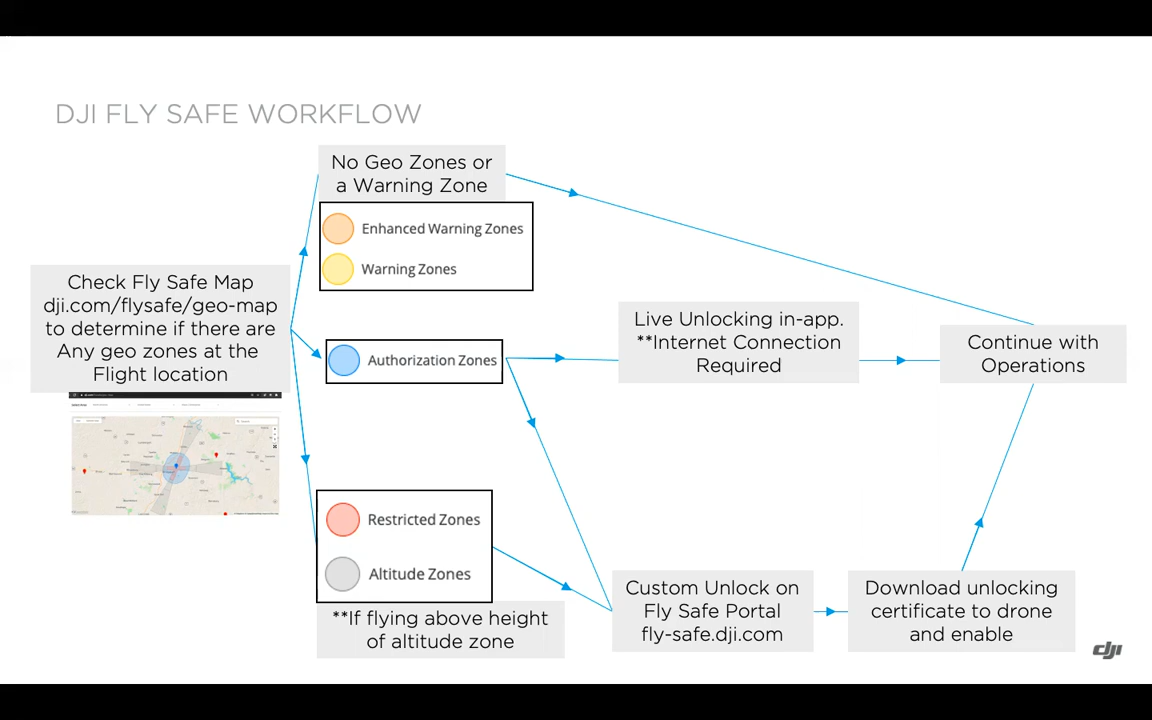 DJI FLY SAFE WORKFLOW
No Geo Zones or
a Warning Zone
Enhanced Warning Zones
Warning Zones
Check Fly Safe Map
dji.com/flysafe/geo-map
to determine if there are
Any geo zones at the
Flight location
Authorization Zones
Live Unlocking in-app.
**Internet Connection
Required
Continue with
Operations
Restricted Zones
Altitude Zones
**If flying above height
of altitude zone
Custom Unlock on
Fly Safe Portal
fly-safe.dji.com
Download unlocking
certificate to drone
and enable
dji